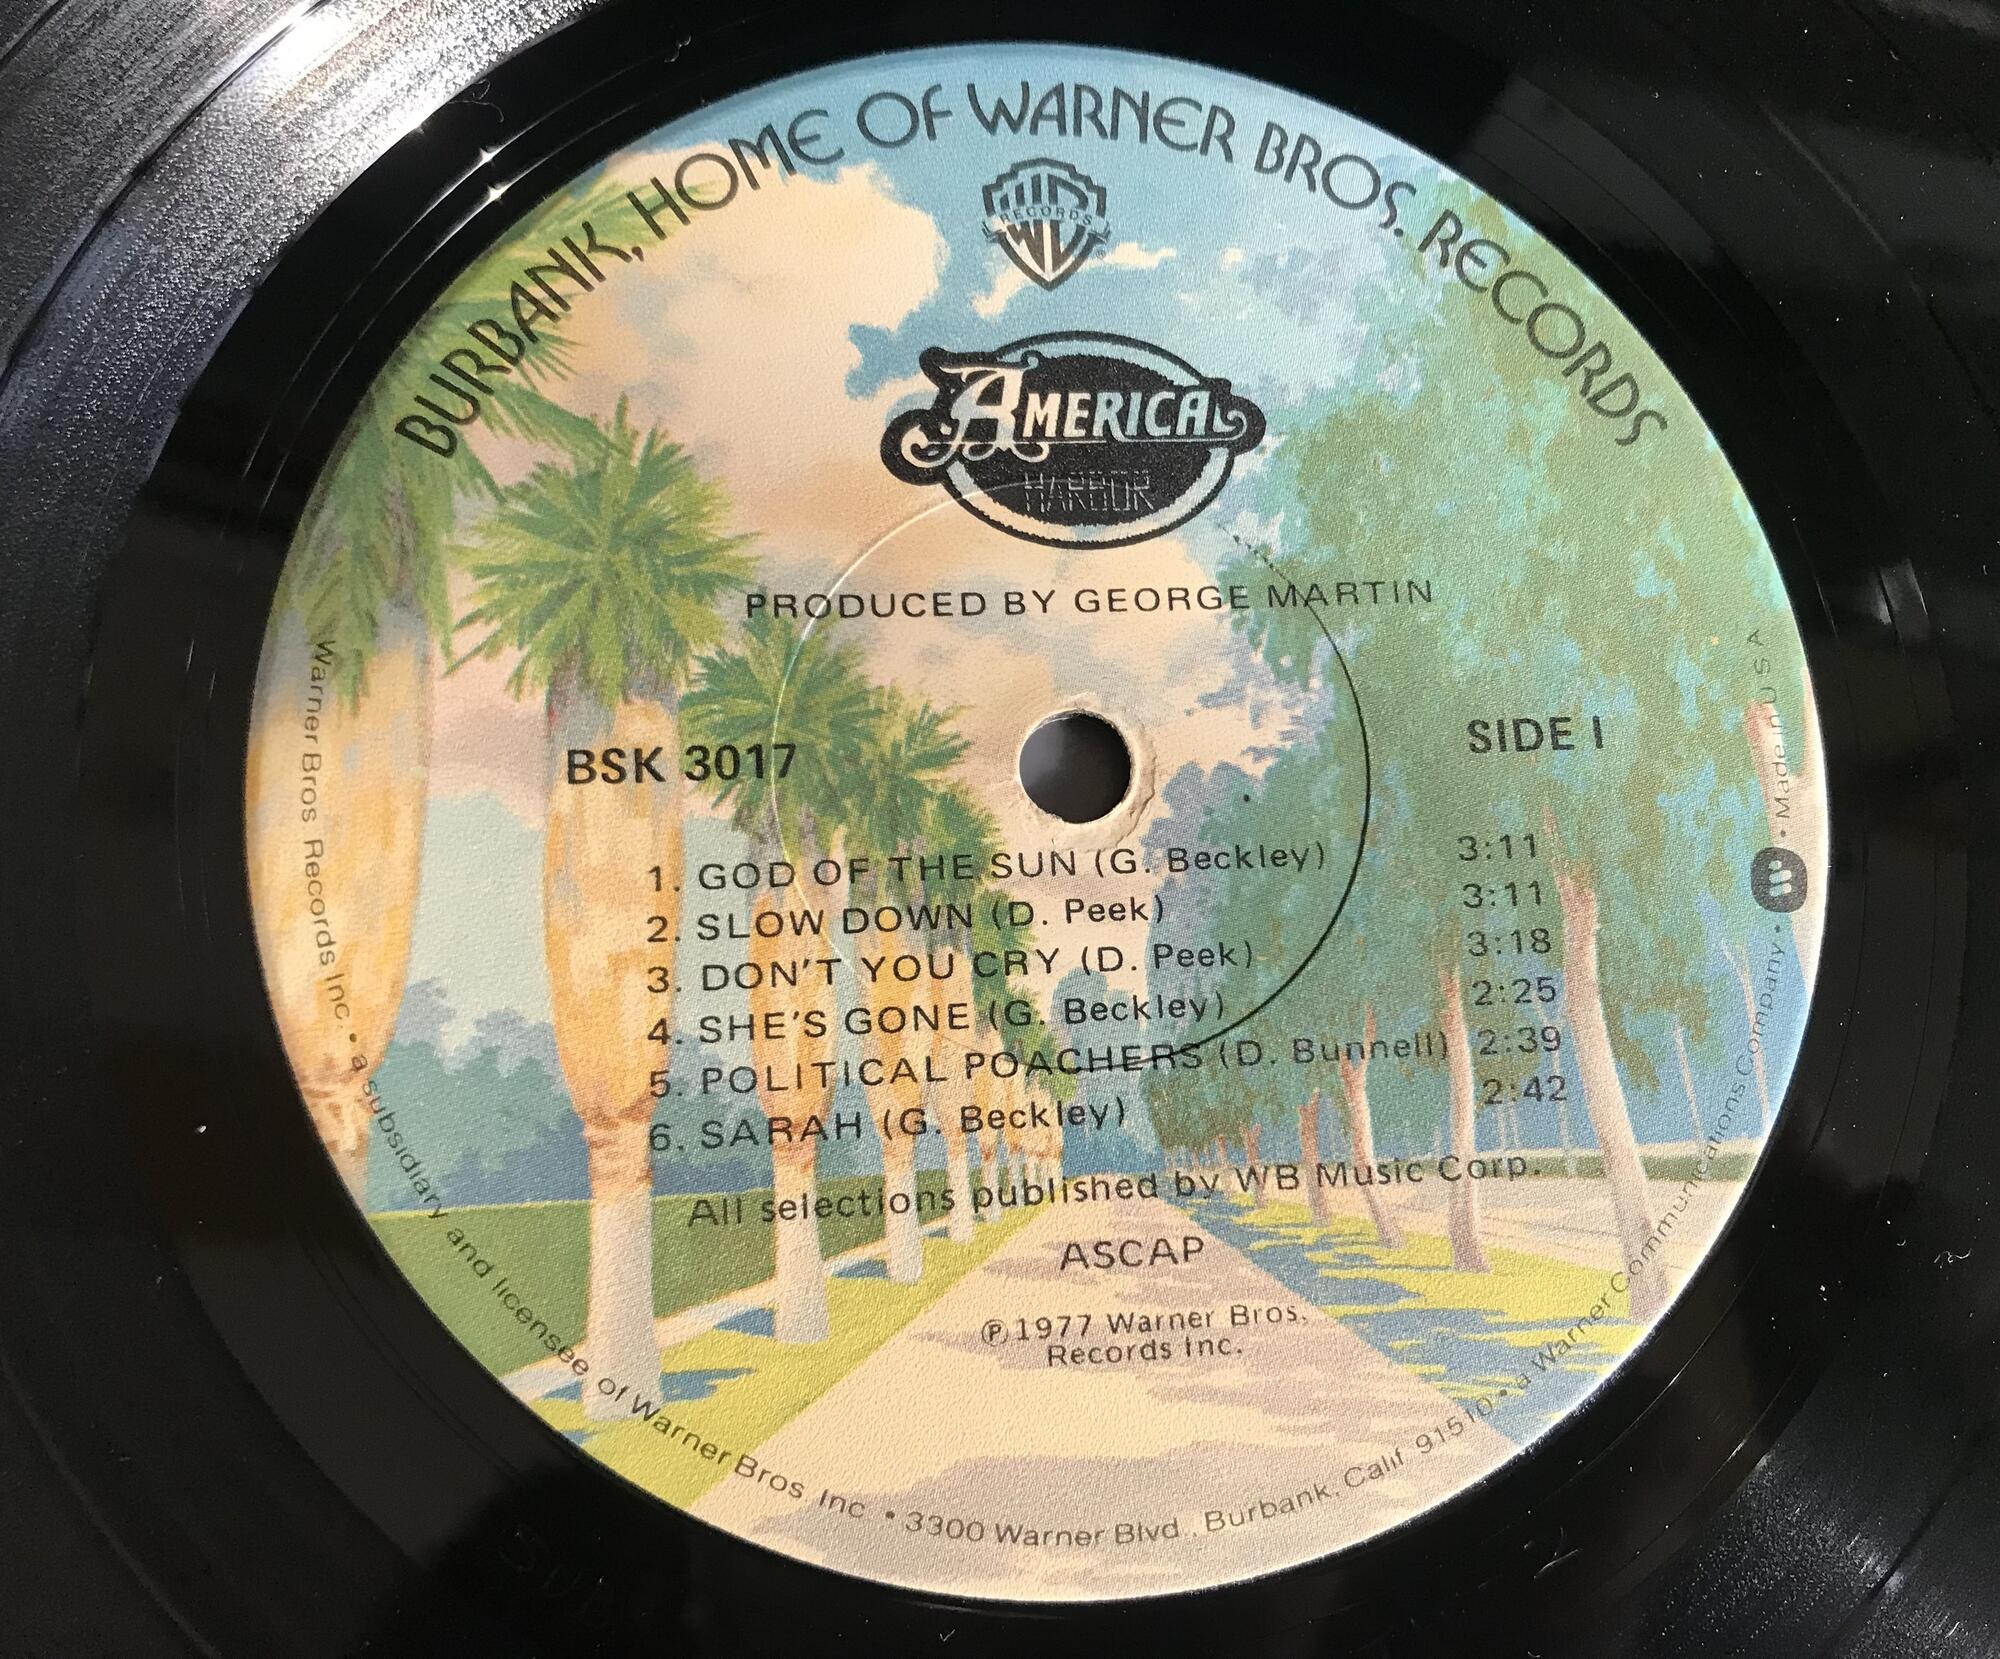 BURBANK, HOME OF WARNER BROS. RECORDS
RECORDS
AMERICA
HARBOR
PRODUCED BY GEORGE MARTIN
BSK 3017
SIDE I
1. GOD OF THE SUN (G. Beckley) 3:11
2. SLOW DOWN (D. Peek) 3:11
3. DON'T YOU CRY (D. Peek) 3:18
4. SHE'S GONE (G. Beckley) 2:25
5. POLITICAL POACHERS (D. Bunnell) 2:39
6. SARAH (G. Beckley) 2:42
All selections published by WB Music Corp.
ASCAP
℗1977 Warner Bros.
Records Inc.
Warner Bros. Records Inc. • a subsidiary and licensee of Warner Bros. Inc. • 3300 Warner Blvd., Burbank, Calif. 91510 • a Warner Communications Company • Made in U S A